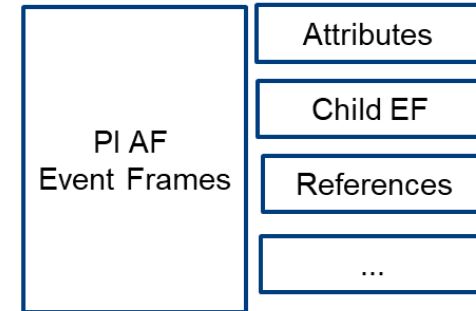 PI AF
Event Frames
Attributes
Child EF
References
...